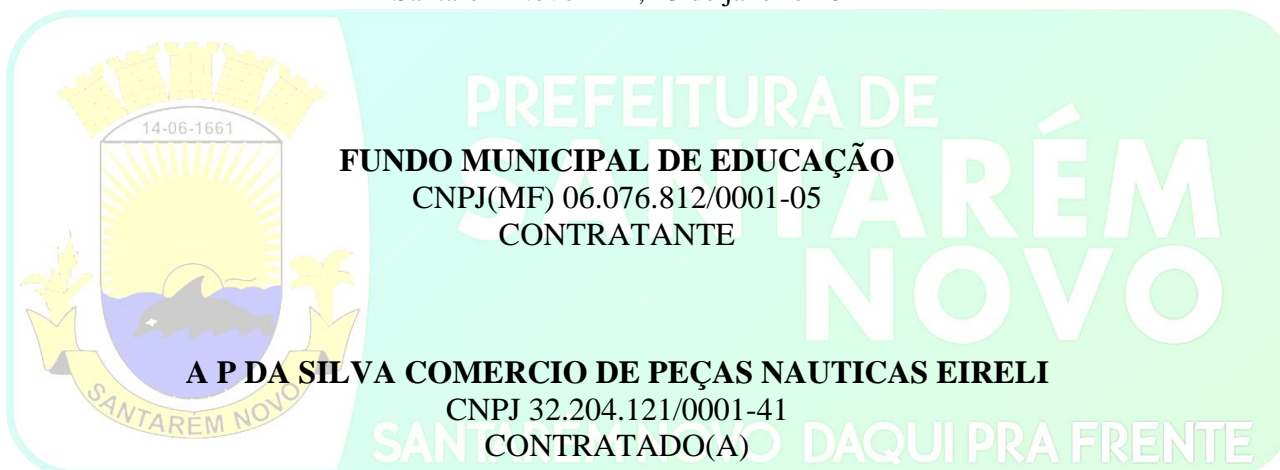 14-06-1661
PREFEITURA DE
SANTARÉM
NOVO
FUNDO MUNICIPAL DE EDUCAÇÃO
CNPJ(MF) 06.076.812/0001-05
CONTRATANTE
A P DA SILVA COMERCIO DE PEÇAS NAUTICAS EIRELI
CNPJ 32.204.121/0001-41
CONTRATADO(A)
SANTARÉM NOVO
SANTARÉM NOVO DAQUI PRA FRENTE